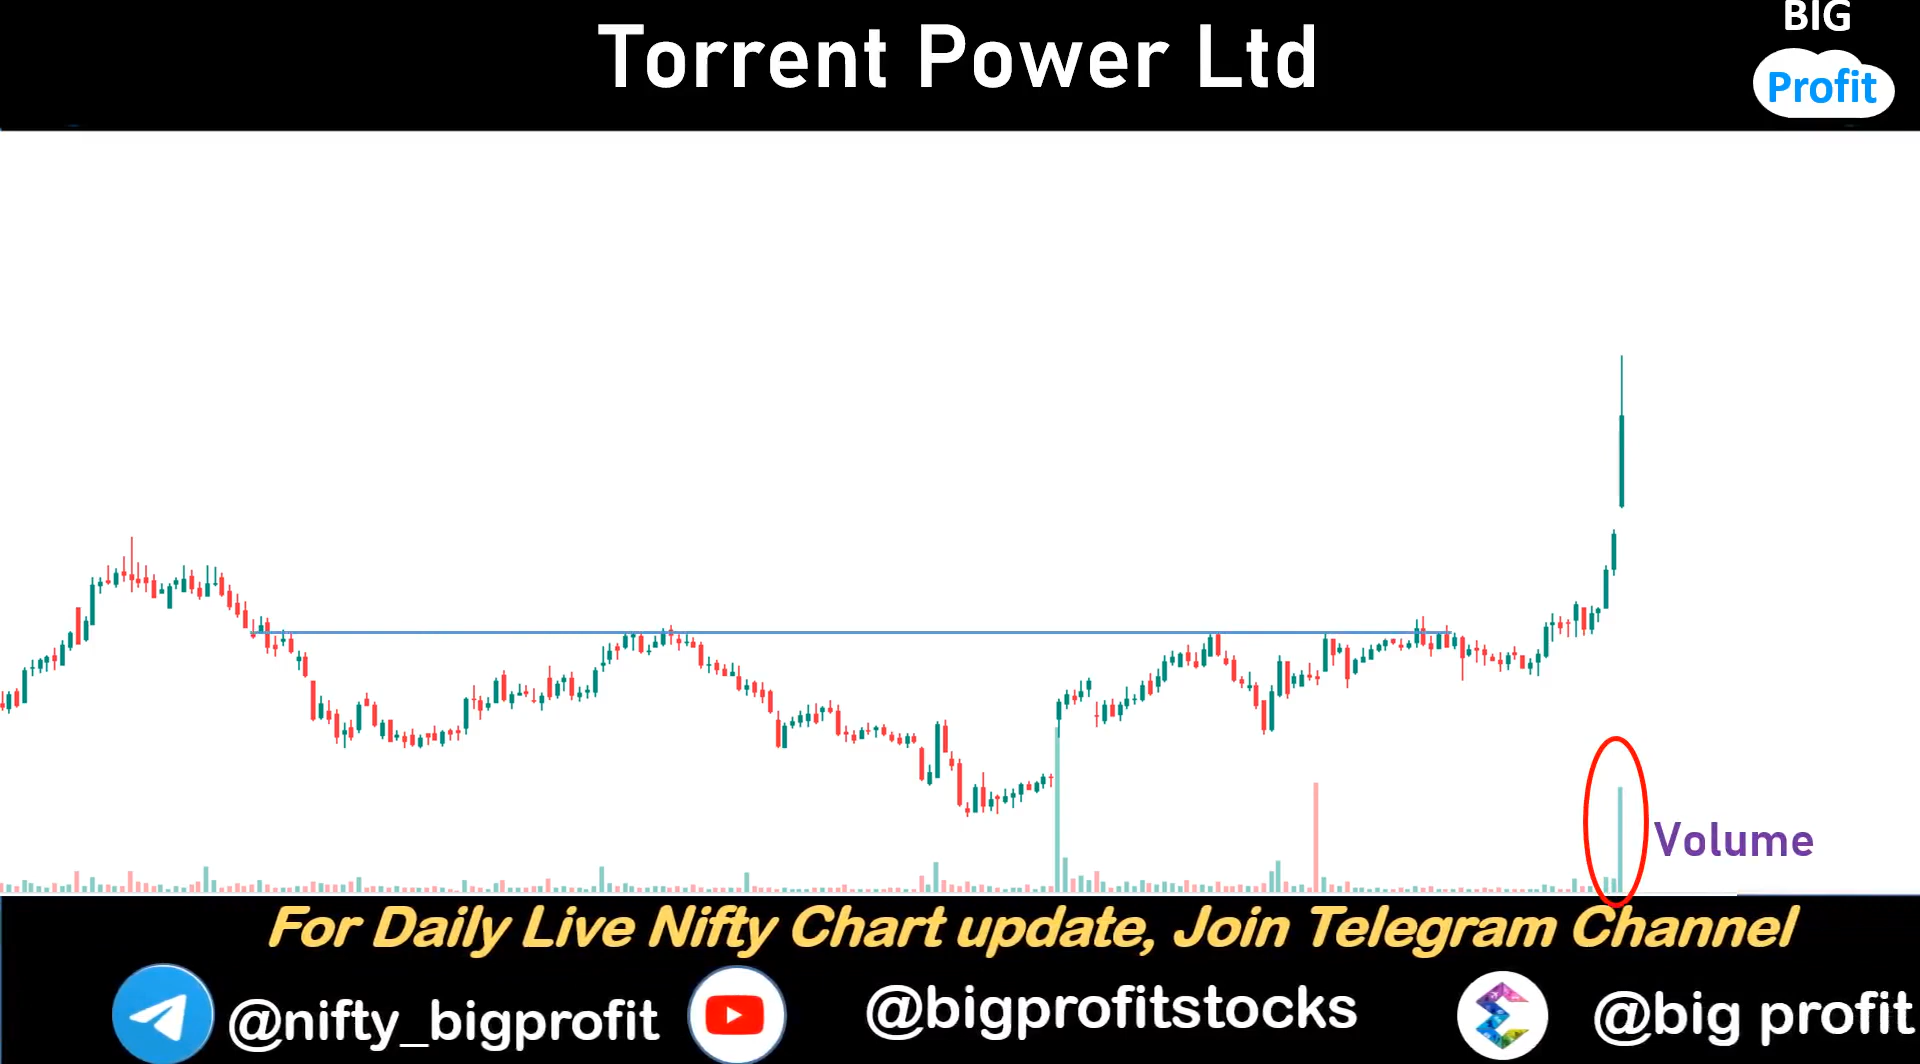 Torrent Power Ltd
BIG
Profit
Volume
For Daily Live Nifty Chart update, Join Telegram Channel
@nifty_bigprofit
@bigprofitstocks
@big profit